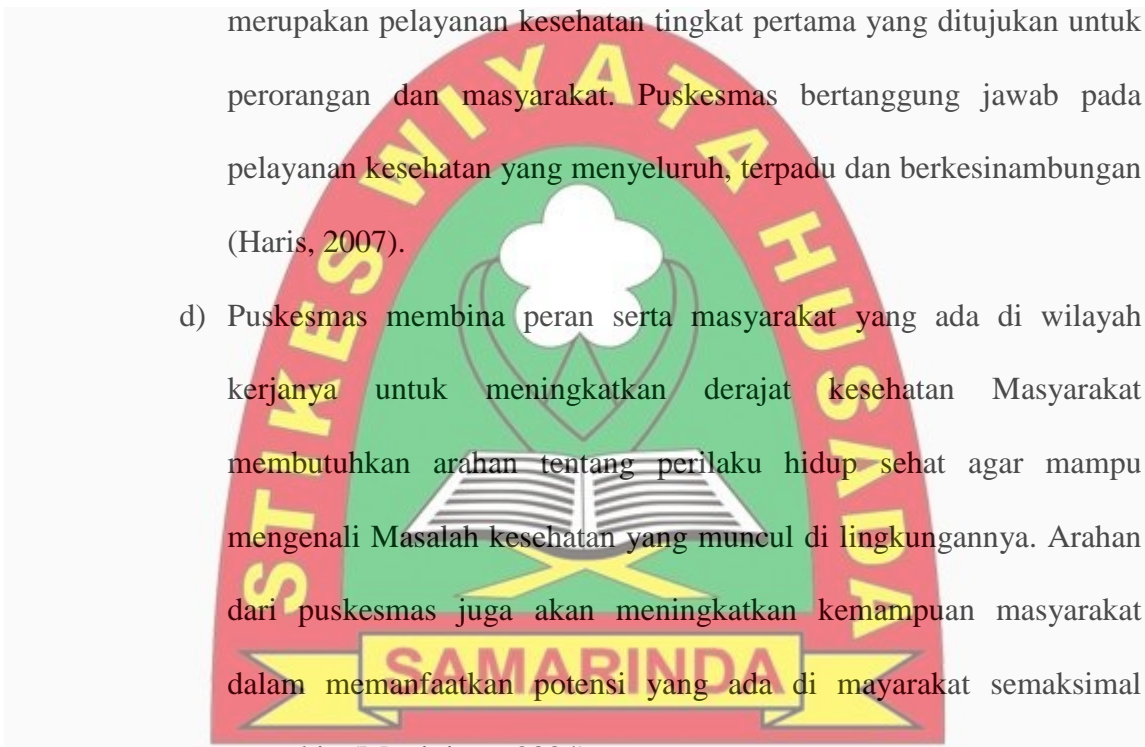 merupakan pelayanan kesehatan tingkat pertama yang ditujukan untuk
perorangan dan masyarakat. Puskesmas bertanggung jawab pada
pelayanan kesehatan yang menyeluruh, terpadu dan berkesinambungan
(Haris, 2007).
d) Puskesmas membina peran serta masyarakat yang ada di wilayah
kerjanya untuk meningkatkan derajat kesehatan Masyarakat
membutuhkan arahan tentang perilaku hidup sehat agar mampu
mengenali Masalah kesehatan yang muncul di lingkungannya. Arahan
dari puskesmas juga akan meningkatkan kemampuan masyarakat
dalam memanfaatkan potensi yang ada di mayarakat semaksimal
STIKES WIYATA HUSADA
SAMARINDA